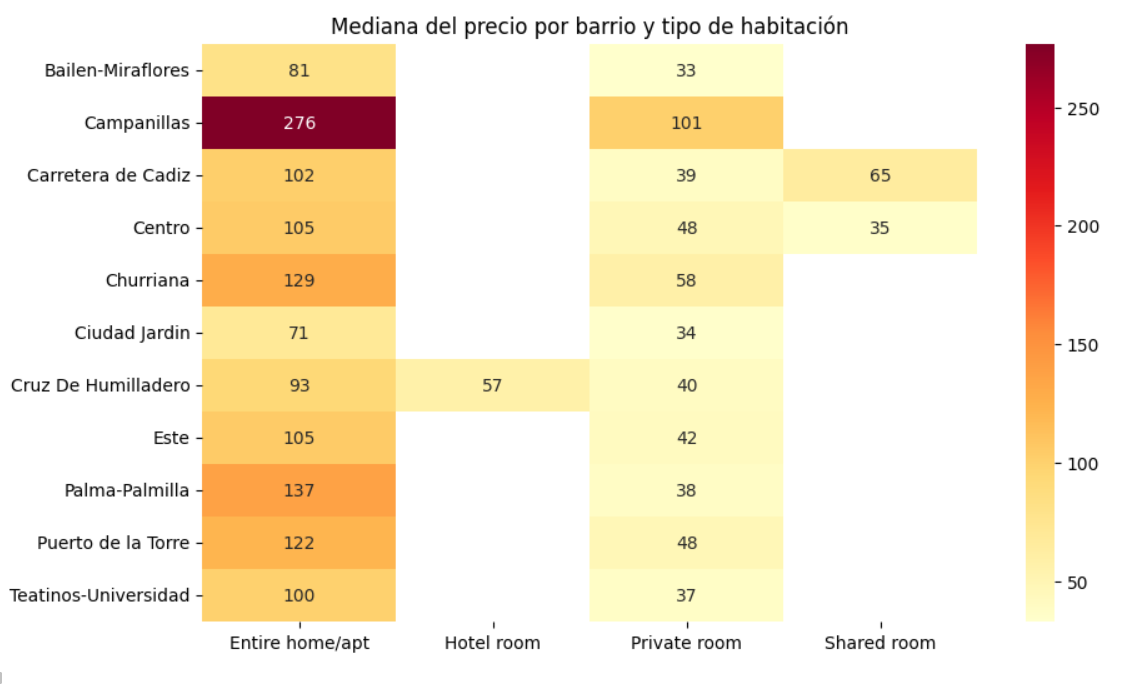 Mediana del precio por barrio y tipo de habitación
Bailen-Miraflores 81 33
Campanillas 276 101
Carretera de Cadiz 102 39 65
Centro 105 48 35
Churriana 129 58
Ciudad Jardin 71 34
Cruz De Humilladero 93 57 40
Este 105 42
Palma-Palmilla 137 38
Puerto de la Torre 122 48
Teatinos-Universidad 100 37
Entire home/apt Hotel room Private room Shared room
250
200
150
100
50